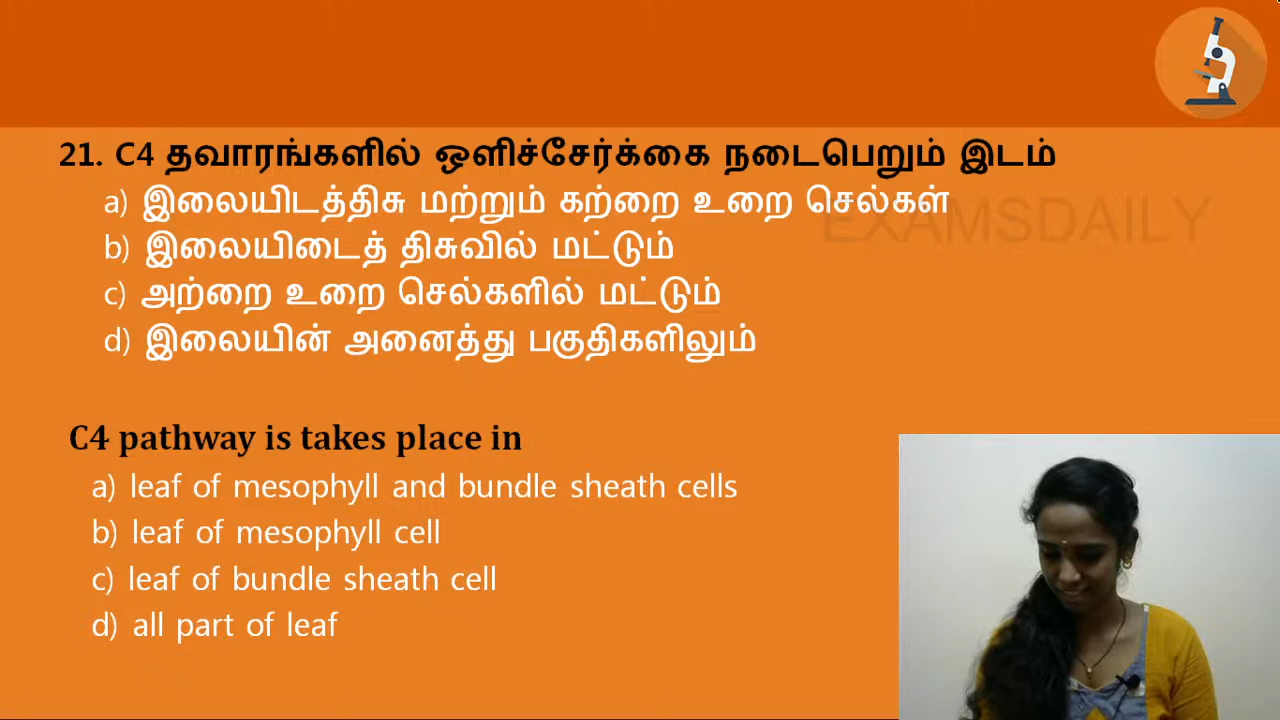 21. C4 தவாரங்களில் ஒளிச்சேர்க்கை நடைபெறும் இடம்
a) இலையிடத்திசு மற்றும் கற்றை உறை செல்கள்
EXAMSDAILY
b) இலையிடைத் திசுவில் மட்டும்
c) அற்றை உறை செல்களில் மட்டும்
d) இலையின் அனைத்து பகுதிகளிலும்
C4 pathway is takes place in
a) leaf of mesophyll and bundle sheath cells
b) leaf of mesophyll cell
c) leaf of bundle sheath cell
d) all part of leaf